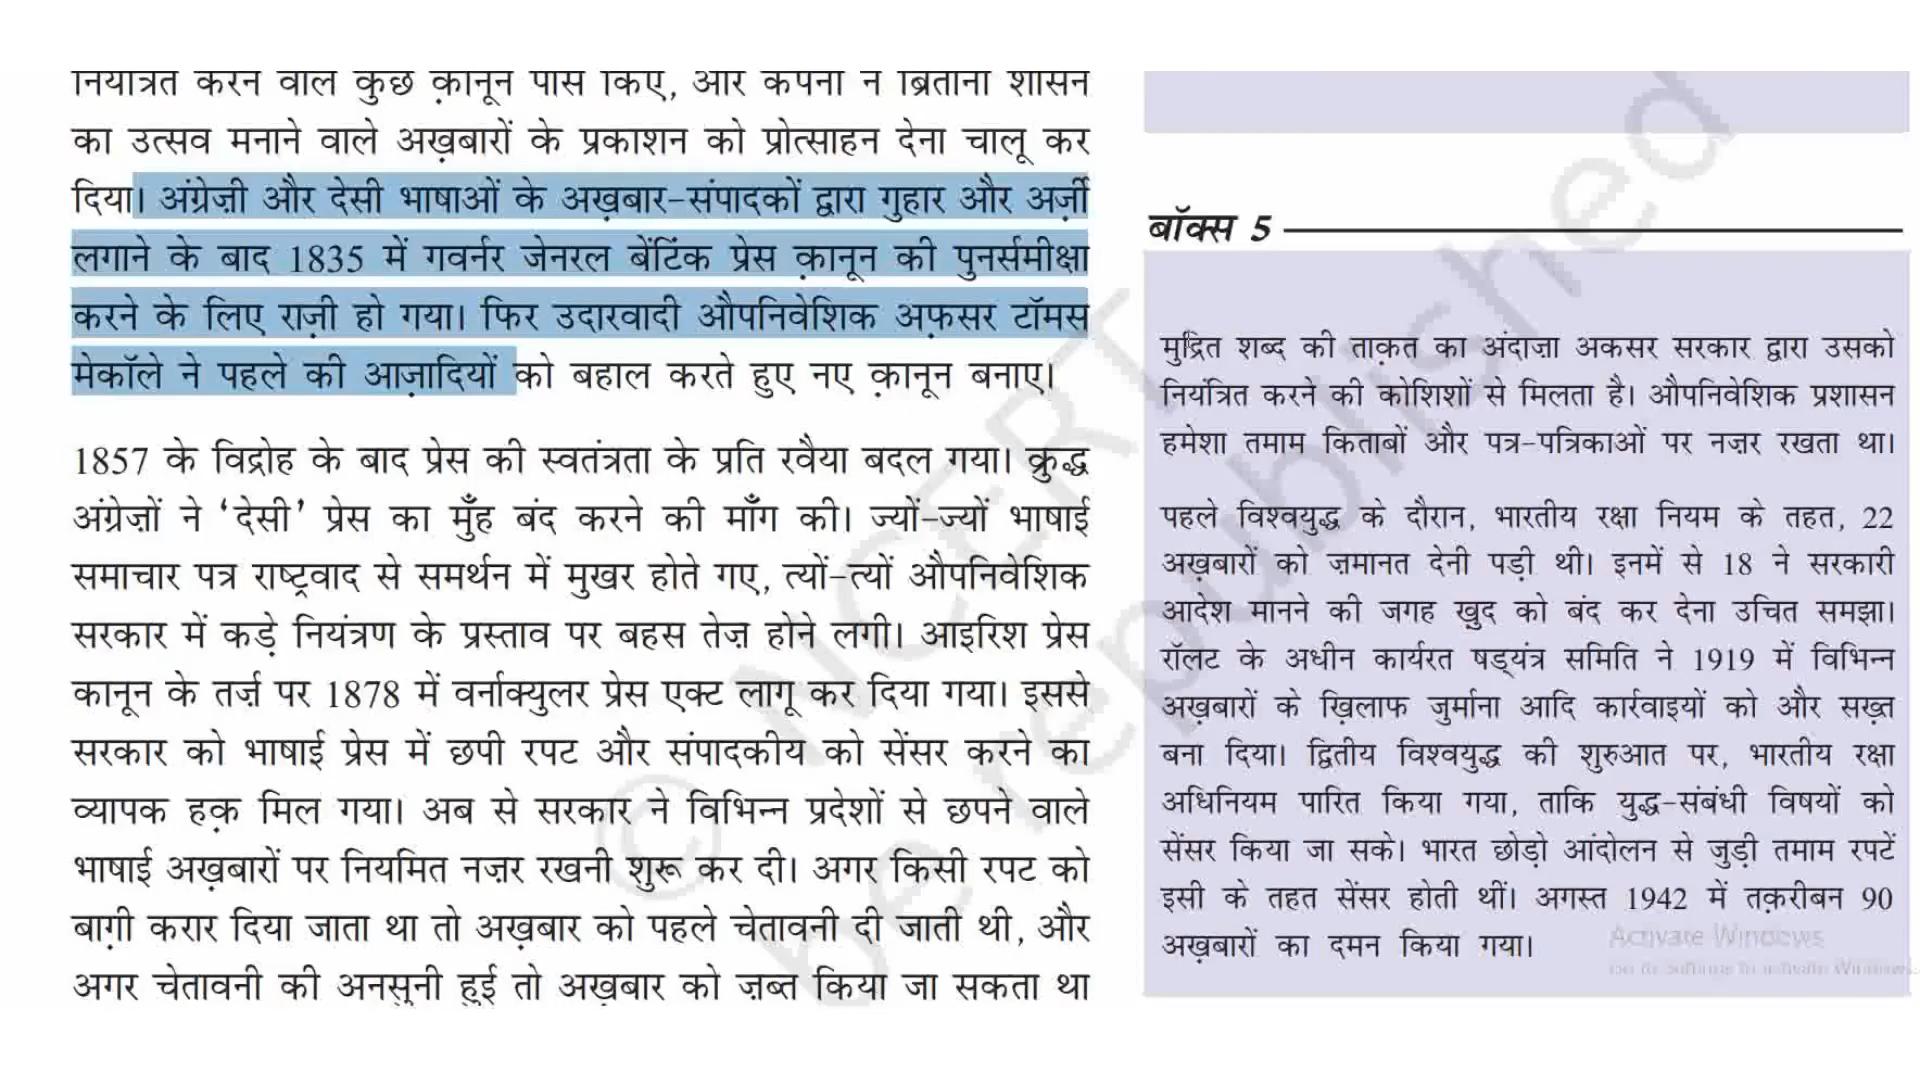 नियंत्रित करने वाले कुछ क़ानून पास किए, और कंपनी ने ब्रितानी शासन
का उत्सव मनाने वाले अख़बारों के प्रकाशन को प्रोत्साहन देना चालू कर
दिया। अंग्रेज़ी और देसी भाषाओं के अख़बार-संपादकों द्वारा गुहार और अर्ज़ी
लगाने के बाद 1835 में गवर्नर जेनरल बेंटिंक प्रेस क़ानून की पुनर्समीक्षा
करने के लिए राज़ी हो गया। फिर उदारवादी औपनिवेशिक अफ़सर टॉमस
मेकॉले ने पहले की आज़ादियों को बहाल करते हुए नए क़ानून बनाए।
1857 के विद्रोह के बाद प्रेस की स्वतंत्रता के प्रति रवैया बदल गया। क्रुद्ध
अंग्रेज़ों ने ‘देसी’ प्रेस का मुँह बंद करने की माँग की। ज्यों-ज्यों भाषाई
समाचार पत्र राष्ट्रवाद से समर्थन में मुखर होते गए, त्यों-त्यों औपनिवेशिक
सरकार में कड़े नियंत्रण के प्रस्ताव पर बहस तेज़ होने लगी। आइरिश प्रेस
कानून के तर्ज़ पर 1878 में वर्नाक्युलर प्रेस एक्ट लागू कर दिया गया। इससे
सरकार को भाषाई प्रेस में छपी रपट और संपादकीय को सेंसर करने का
व्यापक हक़ मिल गया। अब से सरकार ने विभिन्न प्रदेशों से छपने वाले
भाषाई अख़बारों पर नियमित नज़र रखनी शुरू कर दी। अगर किसी रपट को
बाग़ी करार दिया जाता था तो अख़बार को पहले चेतावनी दी जाती थी, और
अगर चेतावनी की अनसुनी हुई तो अख़बार को ज़ब्त किया जा सकता था
बॉक्स 5
मुद्रित शब्द की ताक़त का अंदाज़ा अकसर सरकार द्वारा उसको
नियंत्रित करने की कोशिशों से मिलता है। औपनिवेशिक प्रशासन
हमेशा तमाम किताबों और पत्र-पत्रिकाओं पर नज़र रखता था।
पहले विश्वयुद्ध के दौरान, भारतीय रक्षा नियम के तहत, 22
अख़बारों को ज़मानत देनी पड़ी थी। इनमें से 18 ने सरकारी
आदेश मानने की जगह ख़ुद को बंद कर देना उचित समझा।
रॉलट के अधीन कार्यरत षड्यंत्र समिति ने 1919 में विभिन्न
अख़बारों के ख़िलाफ जुर्माना आदि कार्रवाइयों को और सख़्त
बना दिया। द्वितीय विश्वयुद्ध की शुरुआत पर, भारतीय रक्षा
अधिनियम पारित किया गया, ताकि युद्ध-संबंधी विषयों को
सेंसर किया जा सके। भारत छोड़ो आंदोलन से जुड़ी तमाम रपटें
इसी के तहत सेंसर होती थीं। अगस्त 1942 में तक़रीबन 90
अख़बारों का दमन किया गया।
© NCERT
be republished
Activate Windows
Go to Settings to activate Windows.